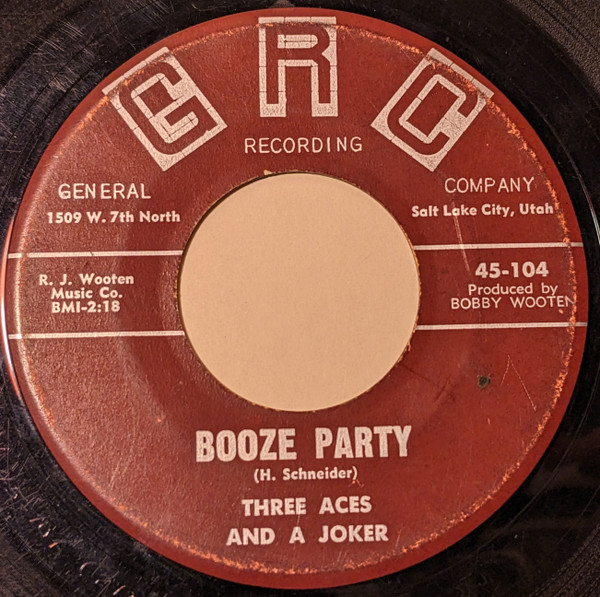 GRC
RECORDING
GENERAL COMPANY
1509 W. 7th North Salt Lake City, Utah
R. J. Wooten
Music Co.
BMI-2:18
45-104
Produced by
BOBBY WOOTEN
BOOZE PARTY
(H. Schneider)
THREE ACES
AND A JOKER